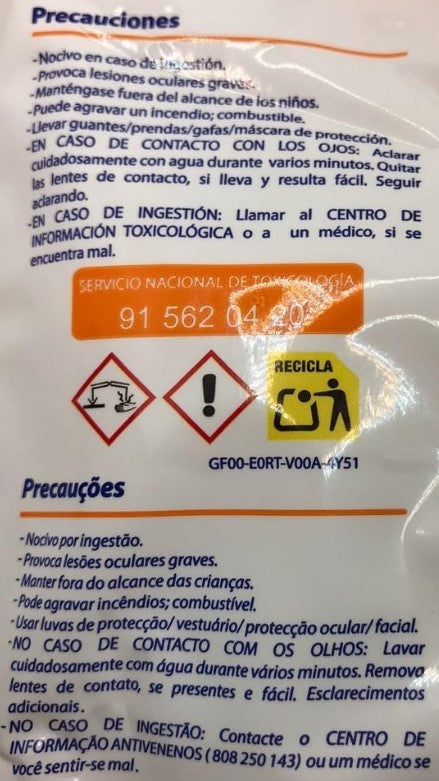 Precauciones
-Nocivo en caso de ingestión.
-Provoca lesiones oculares graves.
-Manténgase fuera del alcance de los niños.
-Puede agravar un incendio; combustible.
-Llevar guantes/prendas/gafas/máscara de protección.
-EN CASO DE CONTACTO CON LOS OJOS: Aclarar
cuidadosamente con agua durante varios minutos. Quitar
las lentes de contacto, si lleva y resulta fácil. Seguir
aclarando.
-EN CASO DE INGESTIÓN: Llamar al CENTRO DE
INFORMACIÓN TOXICOLÓGICA o a un médico, si se
encuentra mal.
SERVICIO NACIONAL DE TOXICOLOGÍA
91 562 04 20
RECICLA
GF00-E0RT-V00A-4Y51
Precauções
-Nocivo por ingestão.
-Provoca lesões oculares graves.
-Manter fora do alcance das crianças.
-Pode agravar incêndios; combustível.
-Usar luvas de protecção/ vestuário/ protecção ocular/ facial.
-NO CASO DE CONTACTO COM OS OLHOS: Lavar
cuidadosamente com água durante vários minutos. Remova
lentes de contato, se presentes e fácil. Esclarecimentos
adicionais.
-NO CASO DE INGESTÃO: Contacte o CENTRO DE
INFORMAÇÃO ANTIVENENOS ( 808 250 143) ou um médico se
você sentir-se mal.